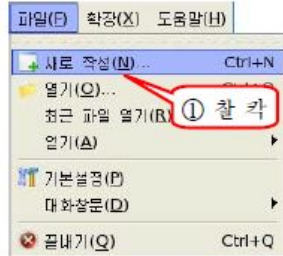 파일(F) 확장(X) 도움말(H)
새로 작성(N)... Ctrl+N
열기(O)...
① 찰 칵
최근 파일 열기(R)
얻기(A)
기본설정(P)
대화창문(D)
끝내기(Q) Ctrl+Q